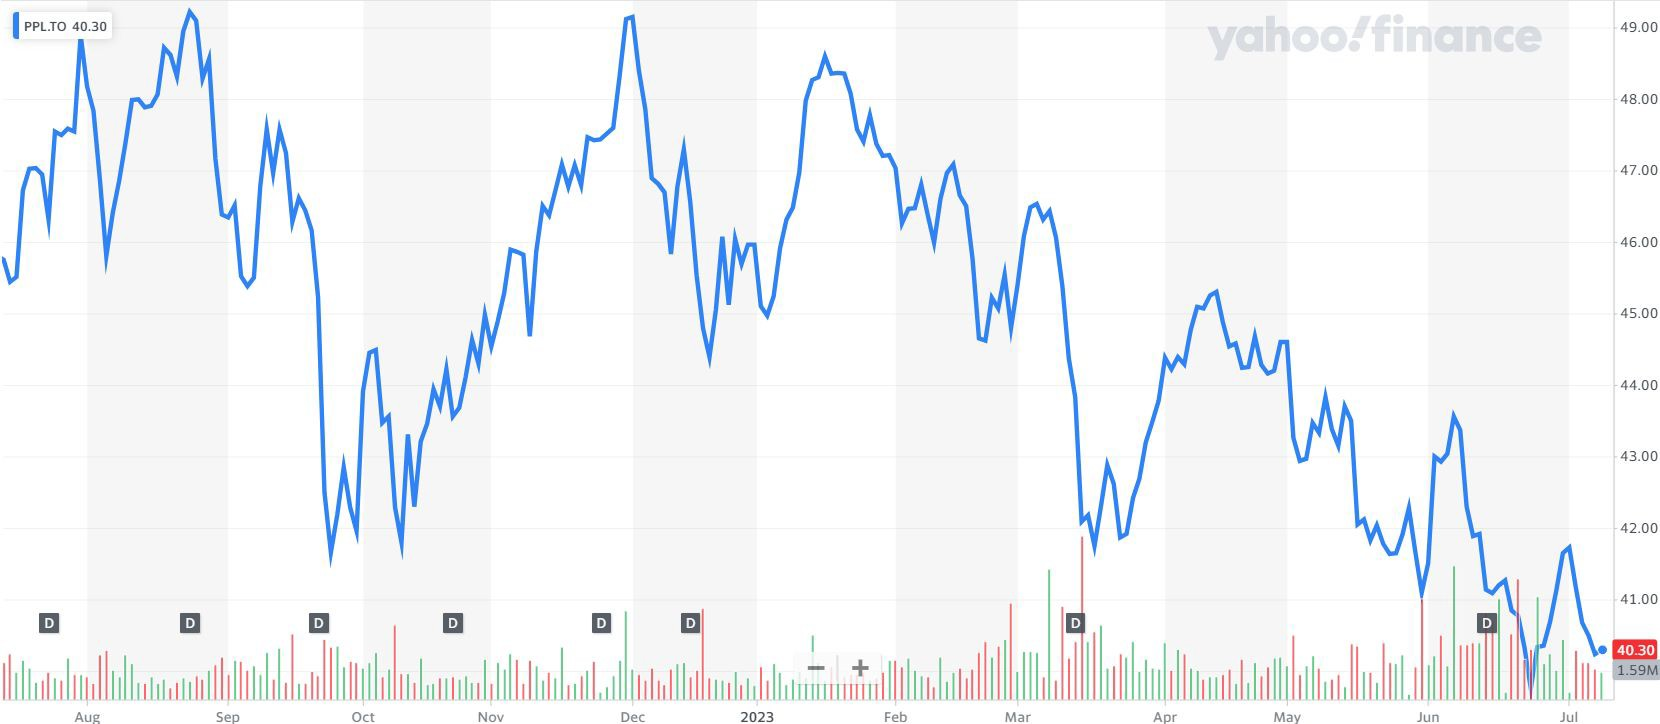 PPL.TO 40.30
yahoo!finance
49.00
48.00
47.00
46.00
45.00
44.00
43.00
42.00
41.00
40.30
1.59M
D D D D D D D D
− +
Aug Sep Oct Nov Dec 2023 Feb Mar Apr May Jun Jul